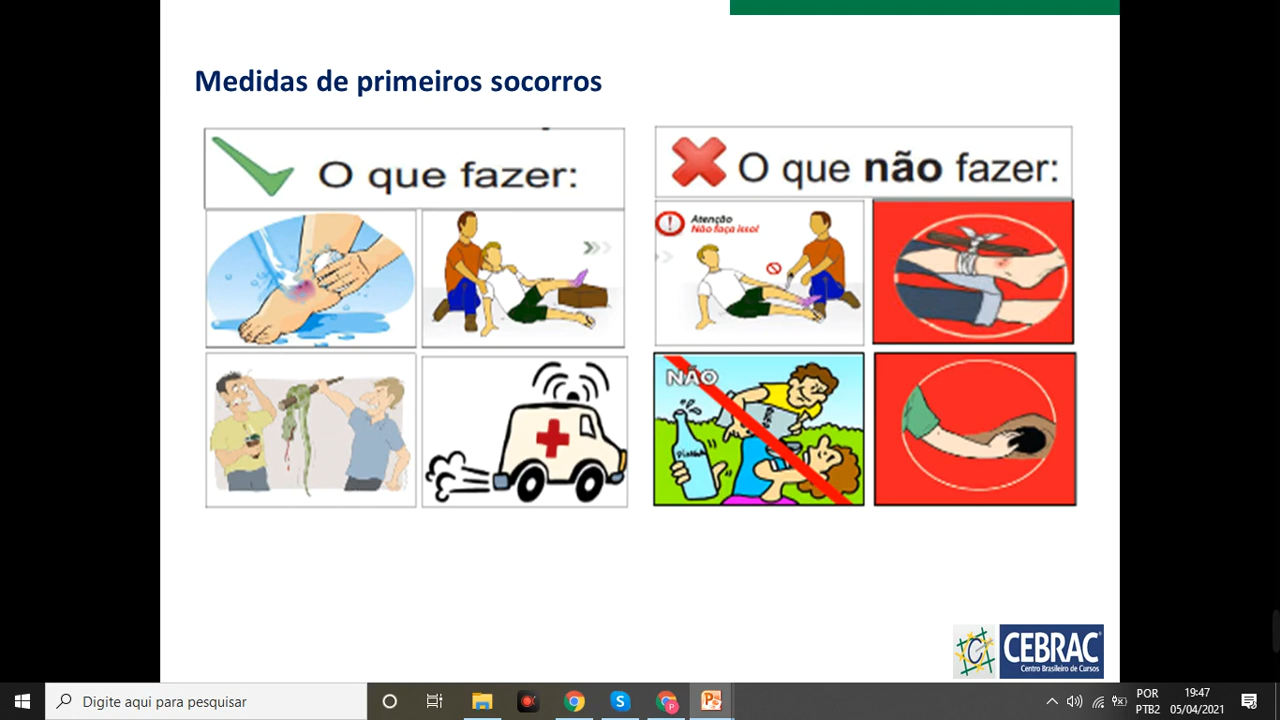 Medidas de primeiros socorros
O que fazer:
O que não fazer:
Atenção
Não faça isso!
NÃO
CEBRAC
Centro Brasileiro de Cursos
Digite aqui para pesquisar
POR
PTB2
19:47
05/04/2021